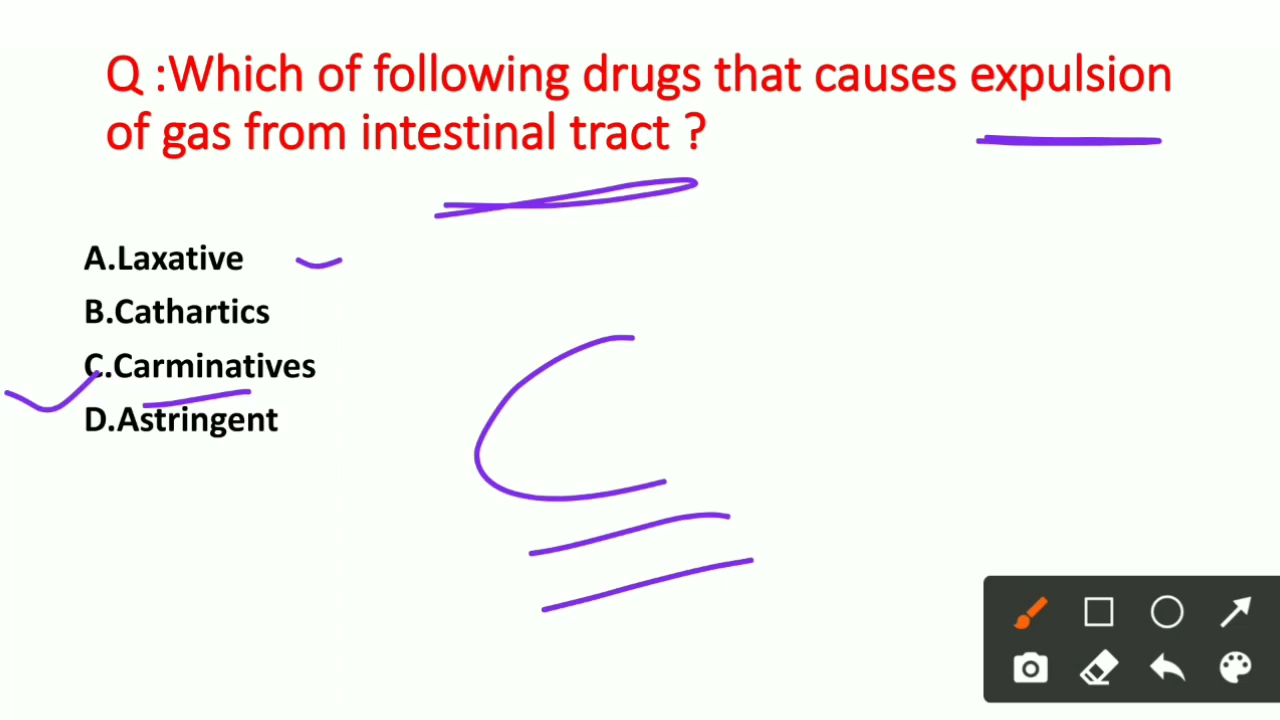 Q :Which of following drugs that causes expulsion
of gas from intestinal tract ?
A.Laxative
B.Cathartics
C.Carminatives
D.Astringent
C